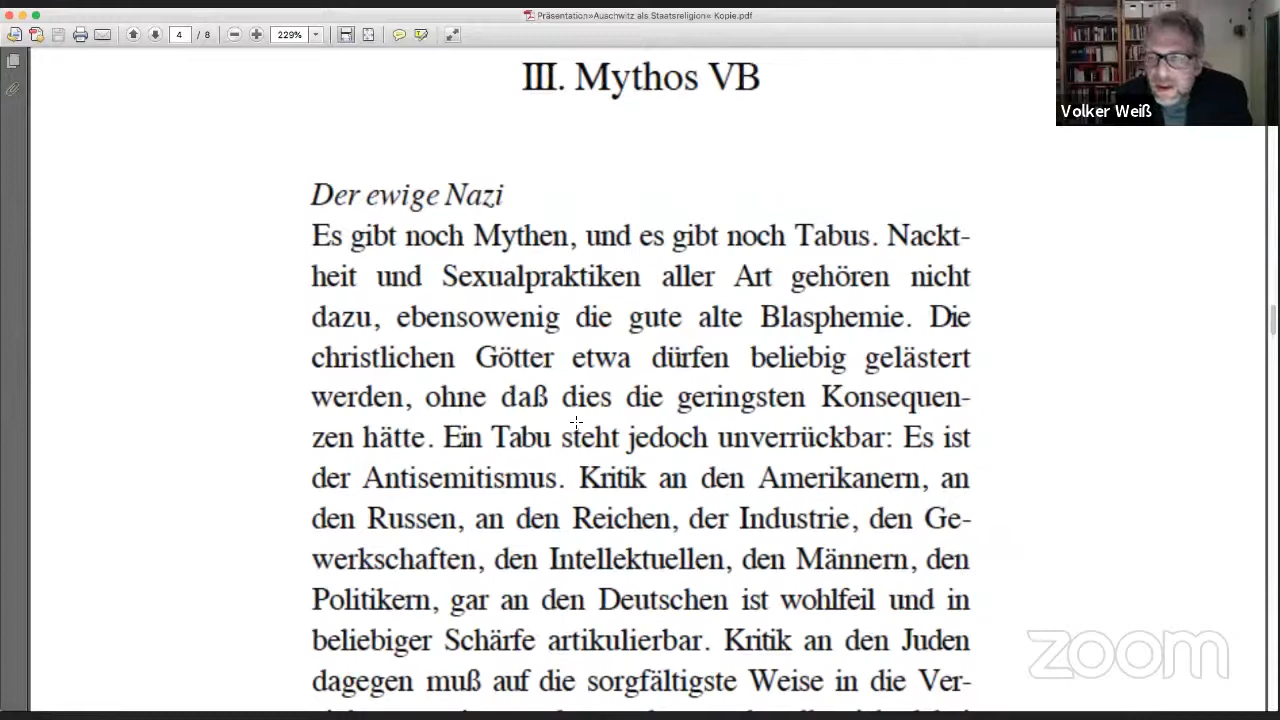 Präsentation»Auschwitz als Staatsreligion« Kopie.pdf
4 / 8
229%
Volker Weiß
III. Mythos VB
Der ewige Nazi
Es gibt noch Mythen, und es gibt noch Tabus. Nackt-
heit und Sexualpraktiken aller Art gehören nicht
dazu, ebensowenig die gute alte Blasphemie. Die
christlichen Götter etwa dürfen beliebig gelästert
werden, ohne daß dies die geringsten Konsequen-
zen hätte. Ein Tabu steht jedoch unverrückbar: Es ist
der Antisemitismus. Kritik an den Amerikanern, an
den Russen, an den Reichen, der Industrie, den Ge-
werkschaften, den Intellektuellen, den Männern, den
Politikern, gar an den Deutschen ist wohlfeil und in
beliebiger Schärfe artikulierbar. Kritik an den Juden
dagegen muß auf die sorgfältigste Weise in die Ver-
zoom